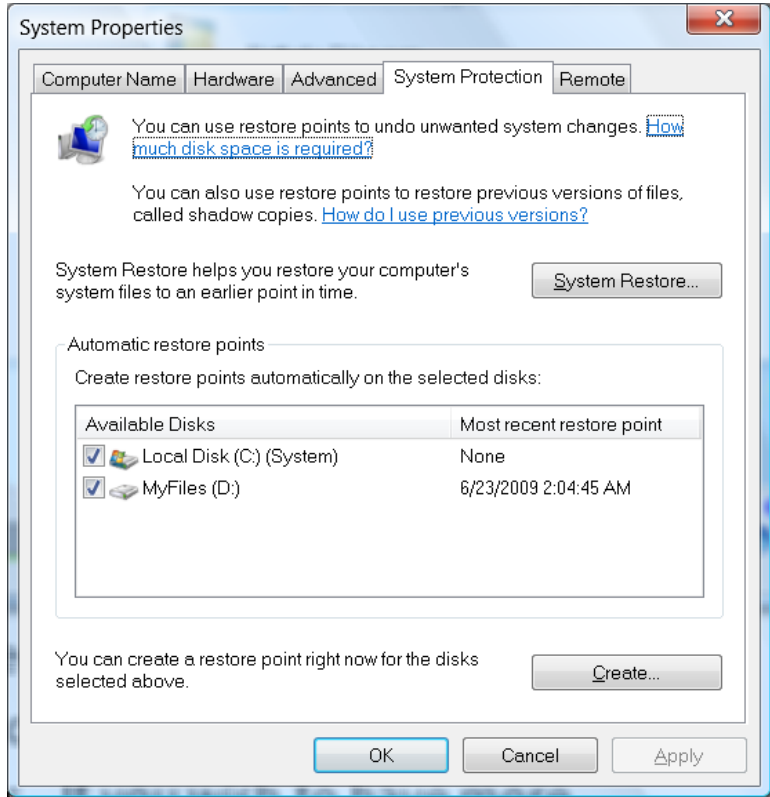 System Properties
Computer Name
Hardware
Advanced
System Protection
Remote
You can use restore points to undo unwanted system changes. How
much disk space is required?
You can also use restore points to restore previous versions of files,
called shadow copies. How do I use previous versions?
System Restore helps you restore your computer's
system files to an earlier point in time.
System Restore...
Automatic restore points
Create restore points automatically on the selected disks:
Available Disks Most recent restore point
Local Disk (C:) (System) None
MyFiles (D:) 6/23/2009 2:04:45 AM
You can create a restore point right now for the disks
selected above.
Create...
OK Cancel Apply